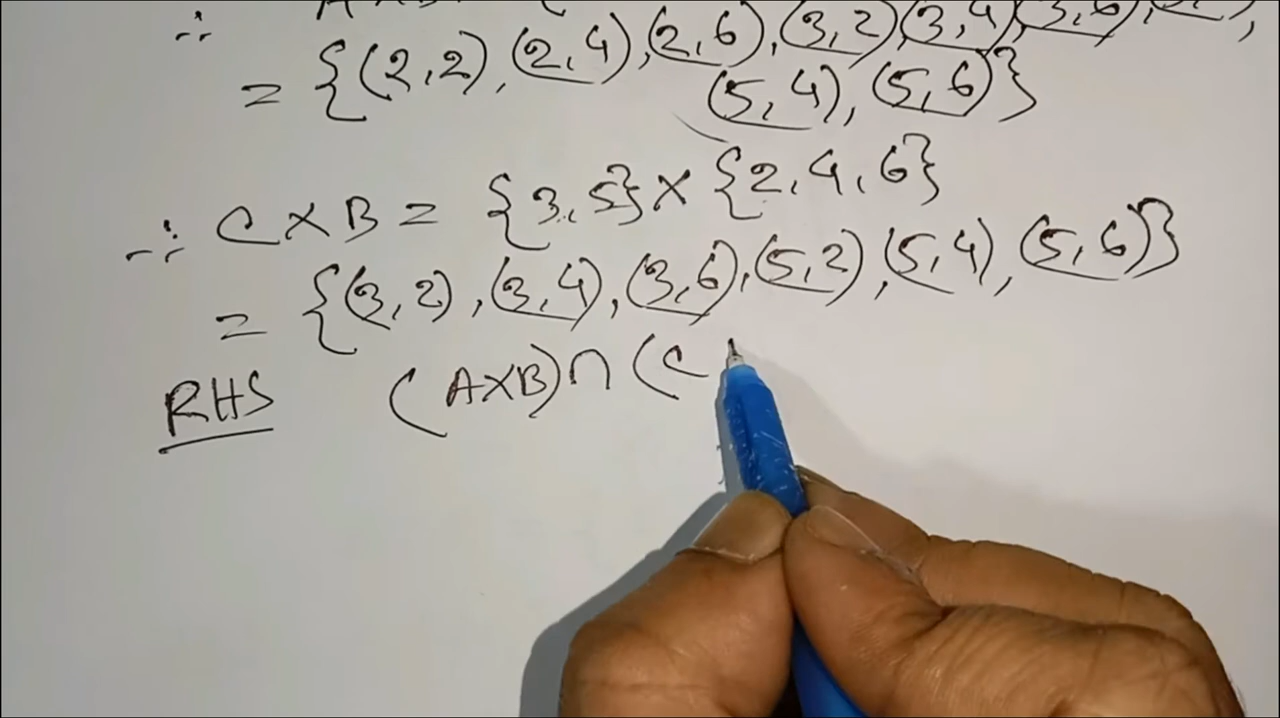 ∴ A×B = {
= {(2,2), (2,4), (2,6), (3,2), (3,4), (3,6),
(5,4), (5,6)}
∴ C×B = {3,5} × {2,4,6}
= {(3,2), (3,4), (3,6), (5,2), (5,4), (5,6)}
RHS (A×B)∩(C